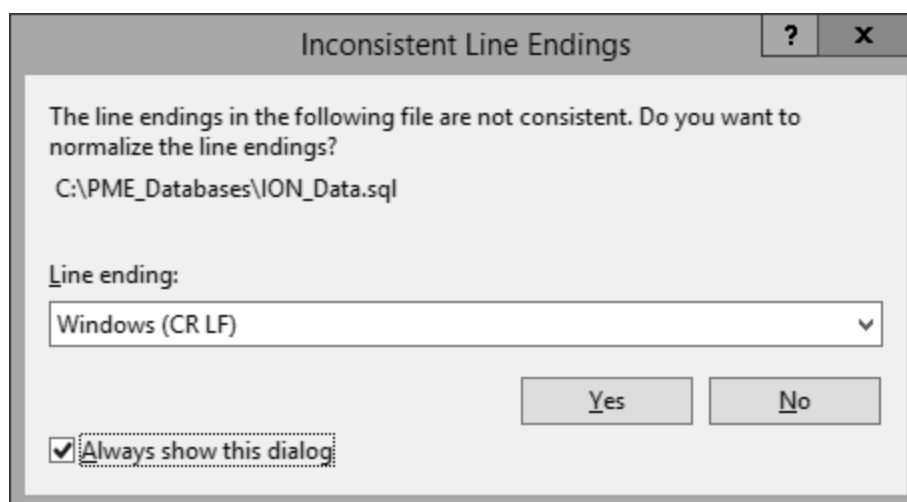 Inconsistent Line Endings
?
x
The line endings in the following file are not consistent. Do you want to
normalize the line endings?
C:\PME_Databases\ION_Data.sql
Line ending:
Windows (CR LF)
Yes
No
Always show this dialog